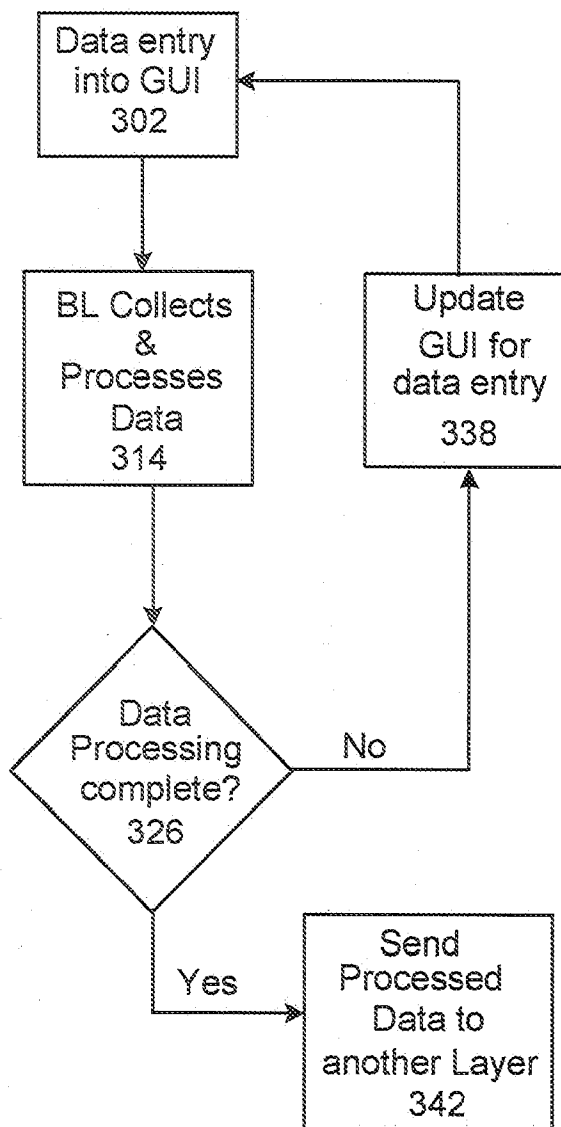 Data entry
into GUI
302
BL Collects
&
Processes
Data
314
Update
GUI for
data entry
338
Data
Processing
complete?
326
No
Yes
Send
Processed
Data to
another Layer
342